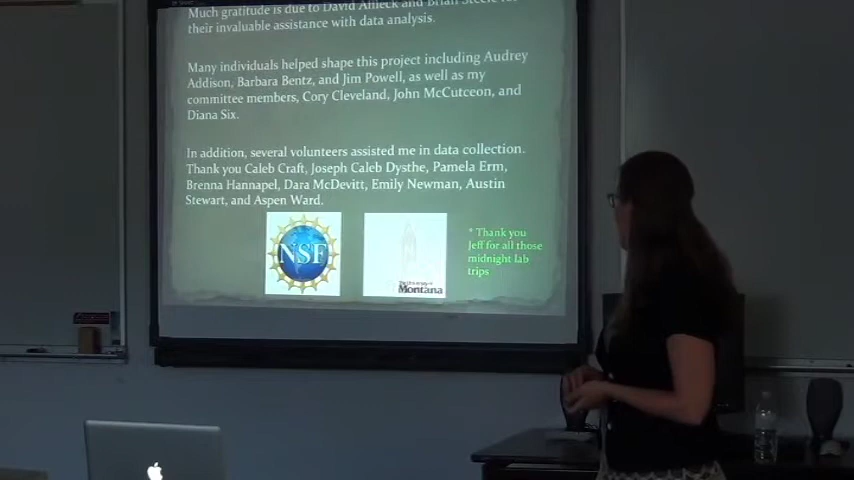 Much gratitude is due to David Affleck and Brian Steele for
their invaluable assistance with data analysis.
Many individuals helped shape this project including Audrey
Addison, Barbara Bentz, and Jim Powell, as well as my
committee members, Cory Cleveland, John McCutceon, and
Diana Six.
In addition, several volunteers assisted me in data collection.
Thank you Caleb Craft, Joseph Caleb Dysthe, Pamela Erm,
Brenna Hannapel, Dara McDevitt, Emily Newman, Austin
Stewart, and Aspen Ward.
NSF
The University of
Montana
* Thank you
Jeff for all those
midnight lab
trips